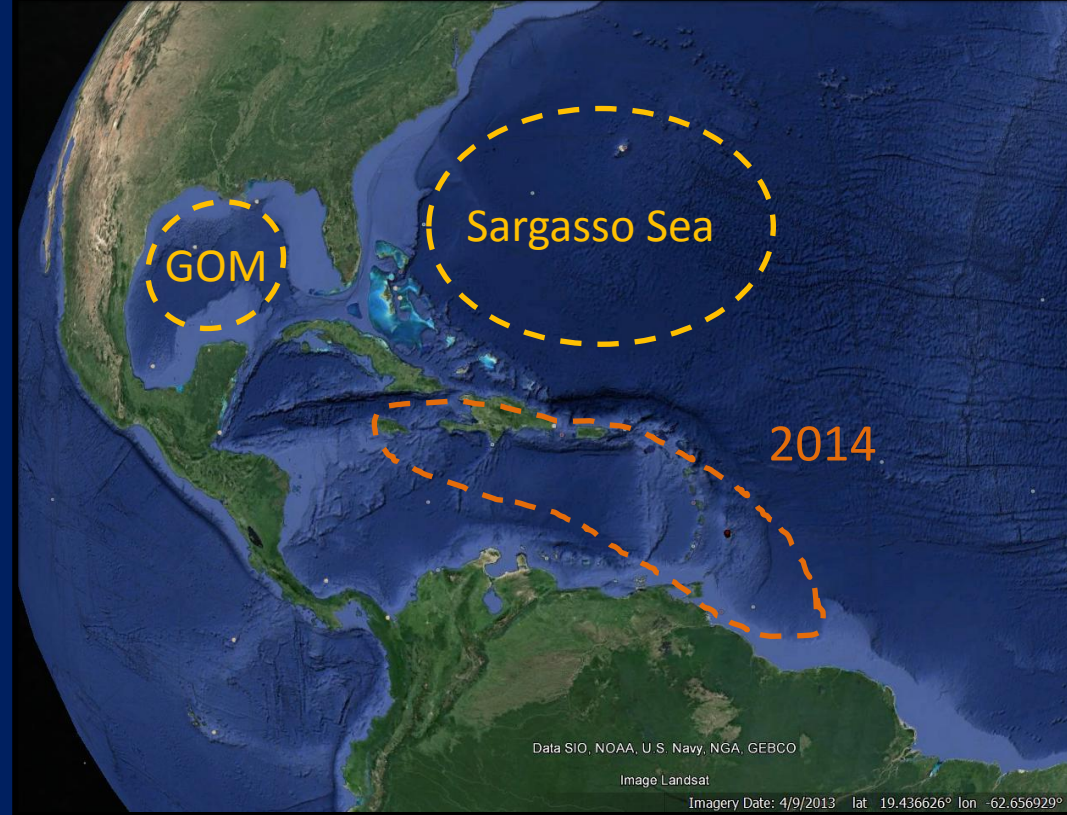 Sargasso Sea
GOM
2014
Data SIO, NOAA, U.S. Navy, NGA, GEBCO
Image Landsat
Imagery Date: 4/9/2013 lat 19.436626° lon -62.656929°